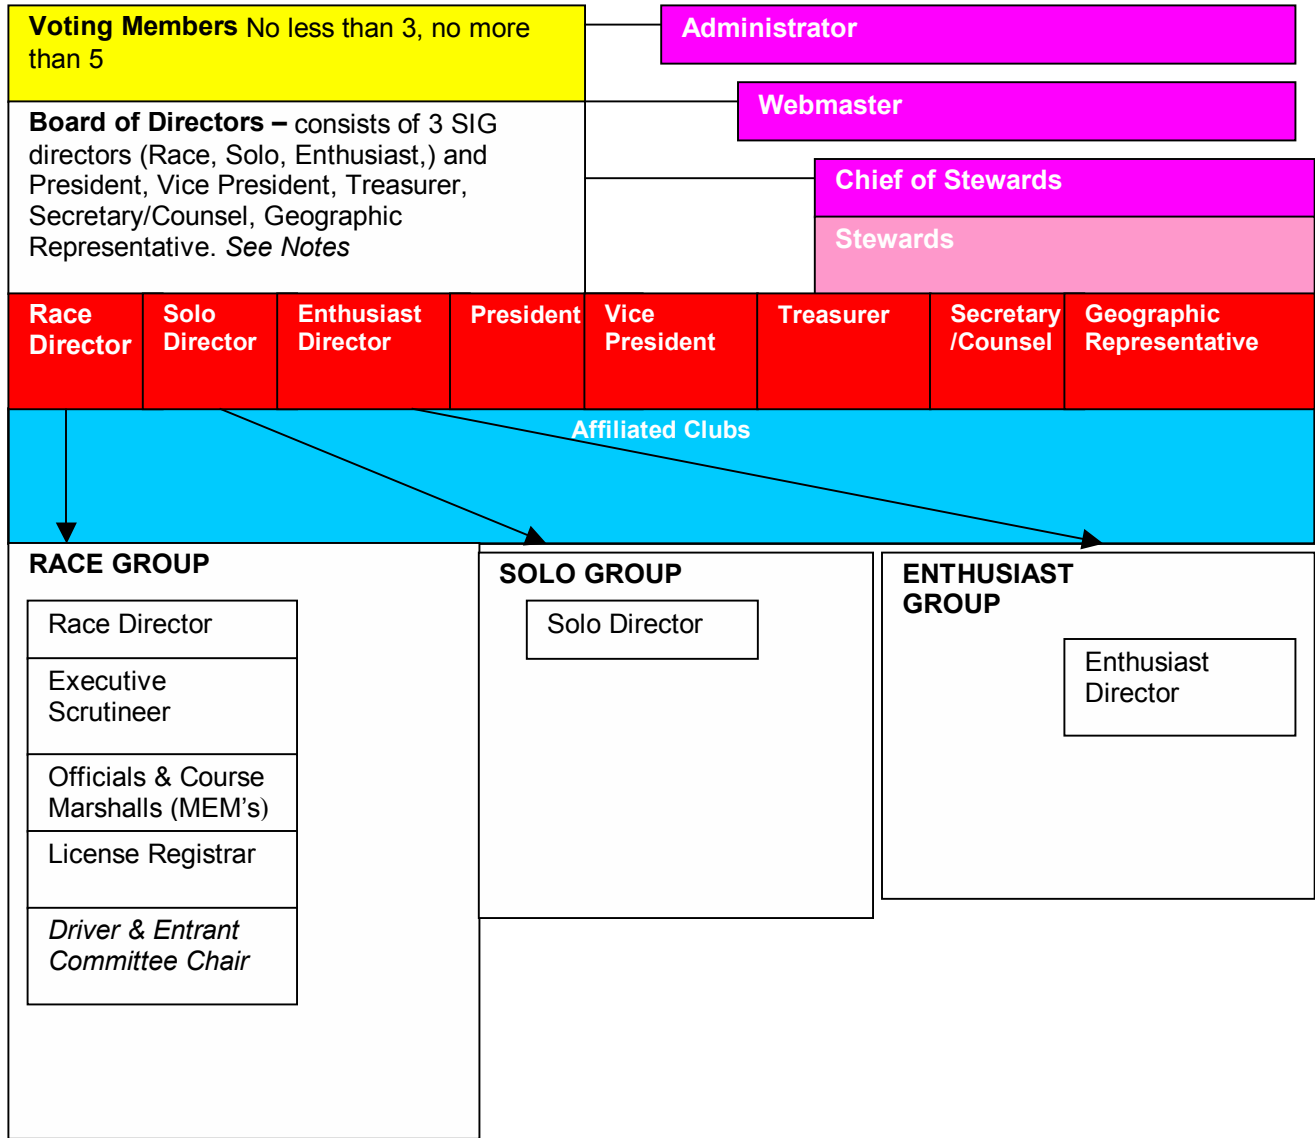 Voting Members No less than 3, no more
than 5
Administrator
Webmaster
Board of Directors – consists of 3 SIG
directors (Race, Solo, Enthusiast,) and
President, Vice President, Treasurer,
Secretary/Counsel, Geographic
Representative. See Notes
Chief of Stewards
Stewards
Race
Director
Solo
Director
Enthusiast
Director
President
Vice
President
Treasurer
Secretary
/Counsel
Geographic
Representative
Affiliated Clubs
RACE GROUP
Race Director
Executive
Scrutineer
Officials & Course
Marshalls (MEM’s)
License Registrar
Driver & Entrant
Committee Chair
SOLO GROUP
Solo Director
ENTHUSIAST
GROUP
Enthusiast
Director